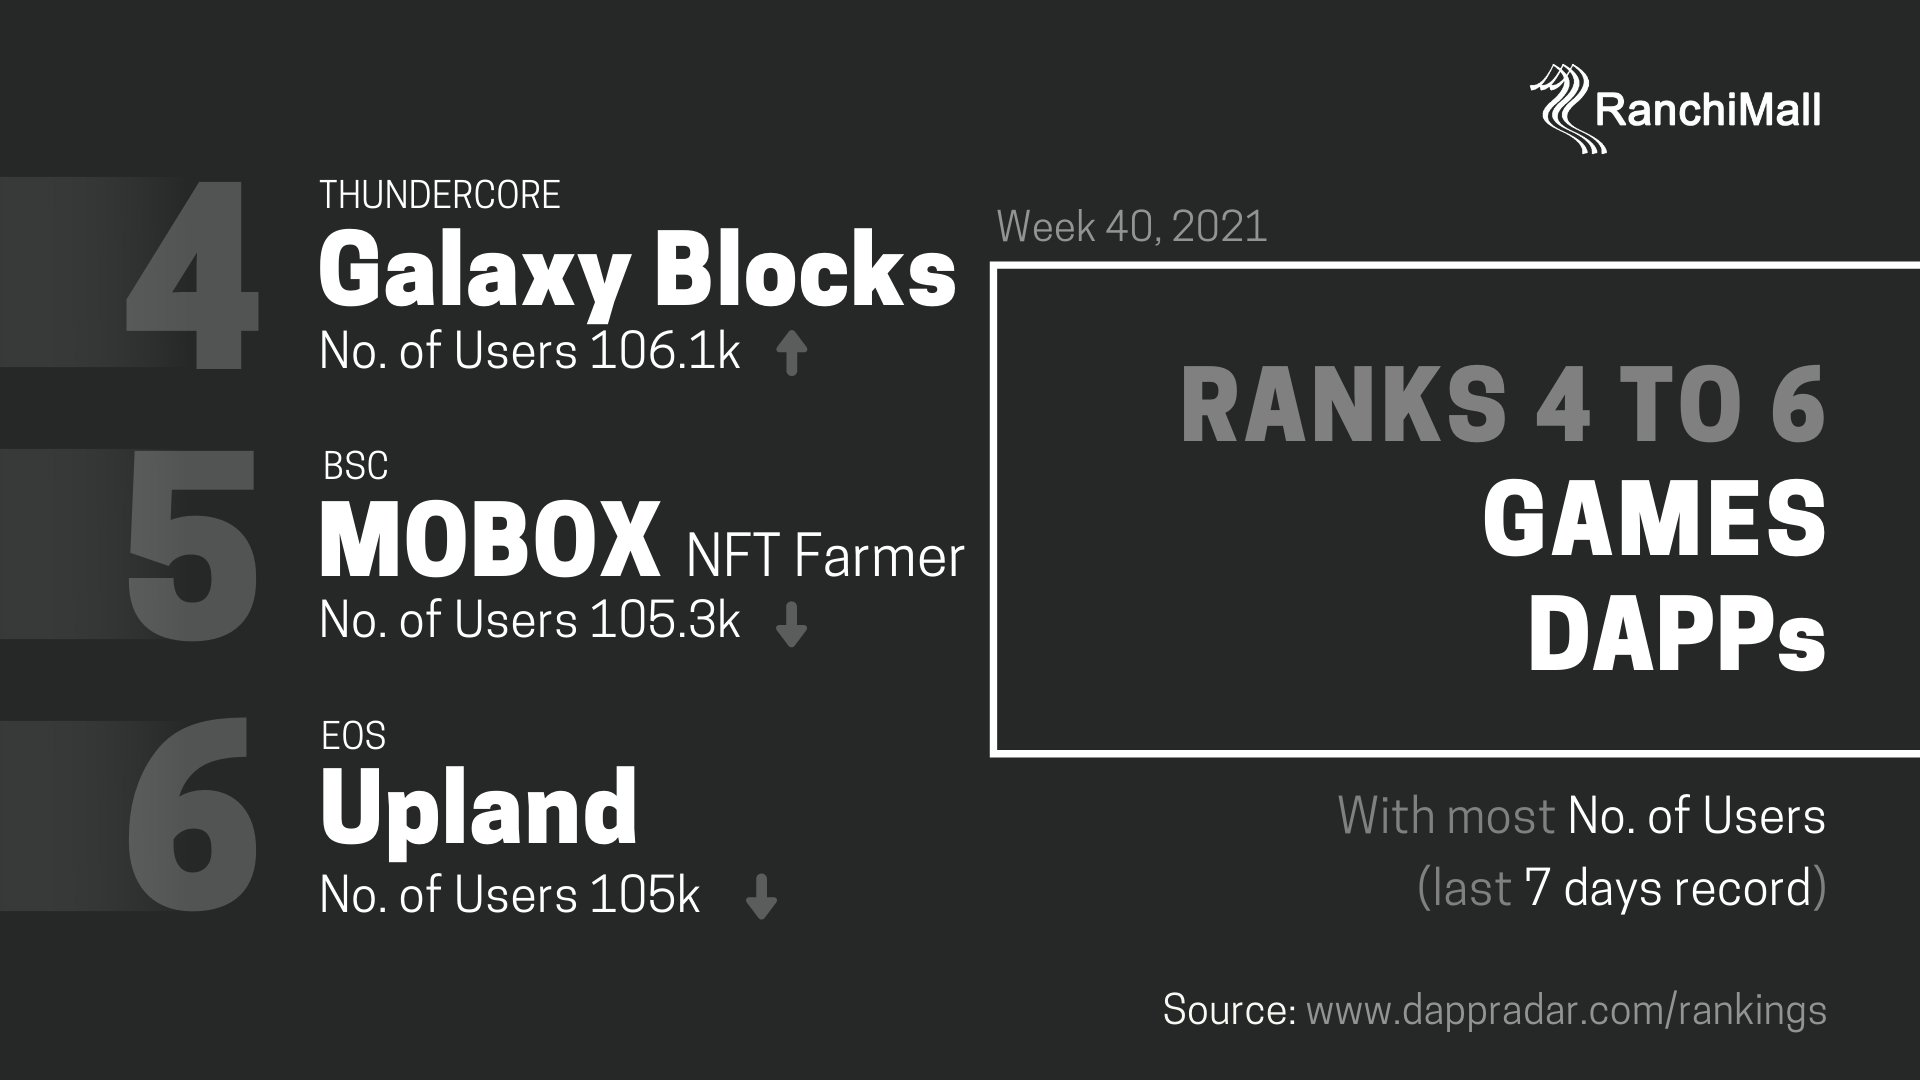 RanchiMall
4
THUNDERCORE
Galaxy Blocks
No. of Users 106.1k
5
BSC
MOBOX NFT Farmer
No. of Users 105.3k
6
EOS
Upland
No. of Users 105k
Week 40, 2021
RANKS 4 TO 6
GAMES
DAPPs
With most No. of Users
(last 7 days record)
Source: www.dappradar.com/rankings